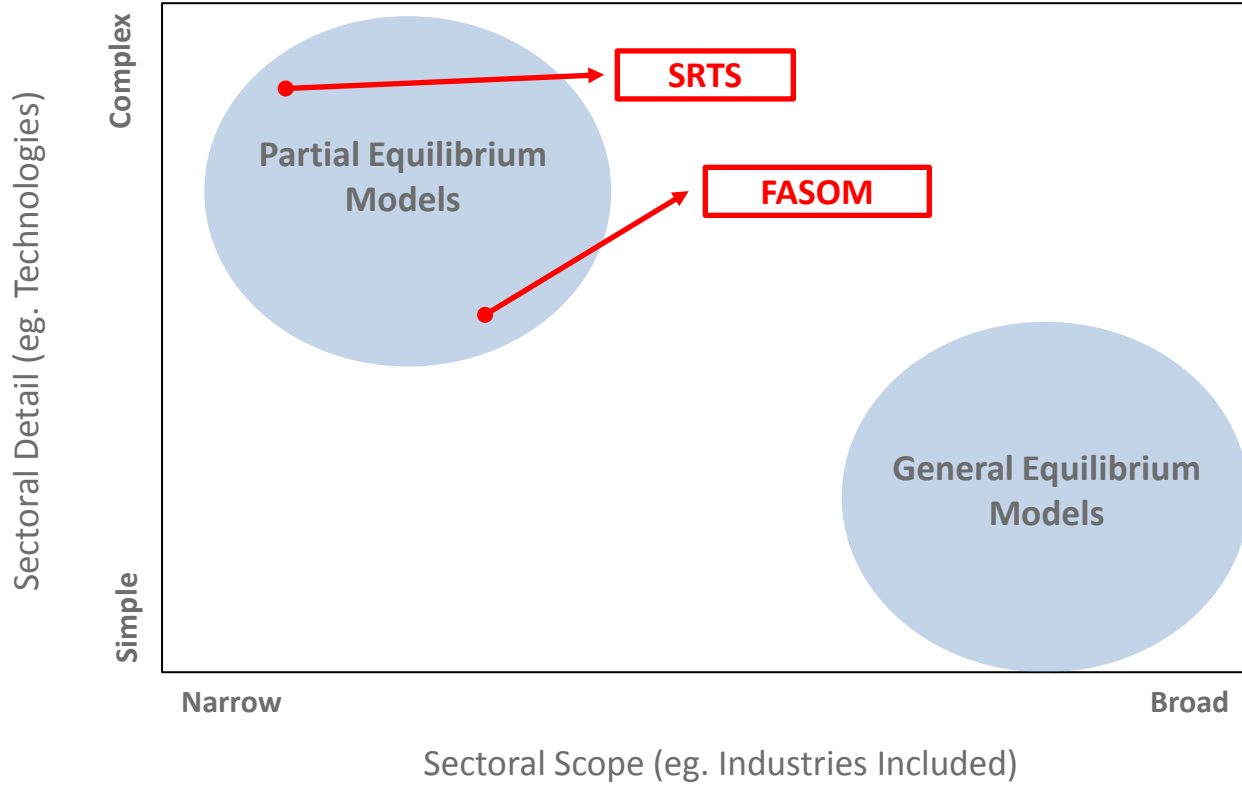 Complex
SRTS
Partial Equilibrium
Models
FASOM
Sectoral Detail (eg. Technologies)
General Equilibrium
Models
Simple
Narrow
Broad
Sectoral Scope (eg. Industries Included)